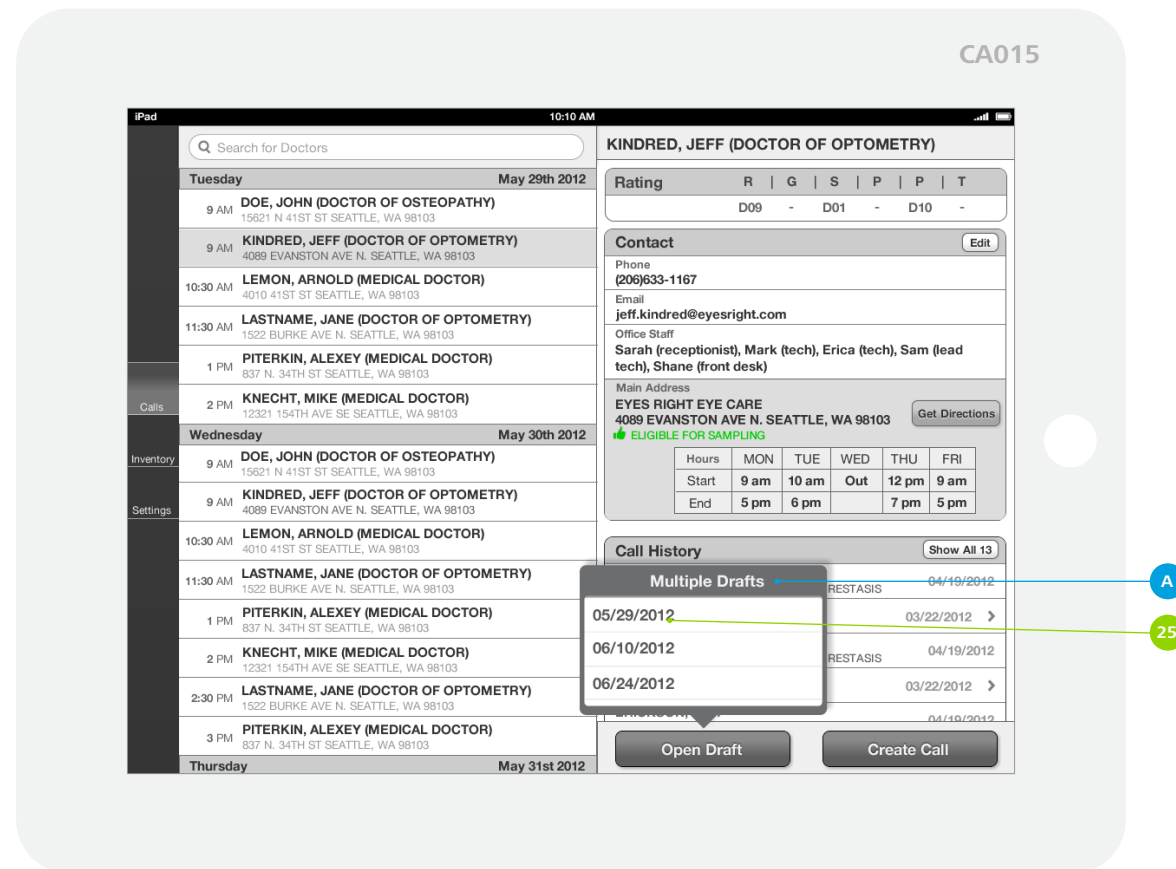 CA015
iPad
10:10 AM
Search for Doctors
Tuesday May 29th 2012
9 AM DOE, JOHN (DOCTOR OF OSTEOPATHY)
15621 N 41ST ST SEATTLE, WA 98103
9 AM KINDRED, JEFF (DOCTOR OF OPTOMETRY)
4089 EVANSTON AVE N. SEATTLE, WA 98103
10:30 AM LEMON, ARNOLD (MEDICAL DOCTOR)
4010 41ST ST SEATTLE, WA 98103
11:30 AM LASTNAME, JANE (DOCTOR OF OPTOMETRY)
1522 BURKE AVE N. SEATTLE, WA 98103
1 PM PITERKIN, ALEXEY (MEDICAL DOCTOR)
837 N. 34TH ST SEATTLE, WA 98103
2 PM KNECHT, MIKE (MEDICAL DOCTOR)
12321 154TH AVE SE SEATTLE, WA 98103
Wednesday May 30th 2012
9 AM DOE, JOHN (DOCTOR OF OSTEOPATHY)
15621 N 41ST ST SEATTLE, WA 98103
9 AM KINDRED, JEFF (DOCTOR OF OPTOMETRY)
4089 EVANSTON AVE N. SEATTLE, WA 98103
10:30 AM LEMON, ARNOLD (MEDICAL DOCTOR)
4010 41ST ST SEATTLE, WA 98103
11:30 AM LASTNAME, JANE (DOCTOR OF OPTOMETRY)
1522 BURKE AVE N. SEATTLE, WA 98103
1 PM PITERKIN, ALEXEY (MEDICAL DOCTOR)
837 N. 34TH ST SEATTLE, WA 98103
2 PM KNECHT, MIKE (MEDICAL DOCTOR)
12321 154TH AVE SE SEATTLE, WA 98103
2:30 PM LASTNAME, JANE (DOCTOR OF OPTOMETRY)
1522 BURKE AVE N. SEATTLE, WA 98103
3 PM PITERKIN, ALEXEY (MEDICAL DOCTOR)
837 N. 34TH ST SEATTLE, WA 98103
Thursday May 31st 2012
Calls
Inventory
Settings
KINDRED, JEFF (DOCTOR OF OPTOMETRY)
Rating R | G | S | P | P | T
D09 - D01 - D10 -
Contact Edit
Phone
(206)633-1167
Email
jeff.kindred@eyesright.com
Office Staff
Sarah (receptionist), Mark (tech), Erica (tech), Sam (lead
tech), Shane (front desk)
Main Address
EYES RIGHT EYE CARE
4089 EVANSTON AVE N. SEATTLE, WA 98103
Get Directions
ELIGIBLE FOR SAMPLING
Hours MON TUE WED THU FRI
Start 9 am 10 am Out 12 pm 9 am
End 5 pm 6 pm 7 pm 5 pm
Call History Show All 13
RESTASIS 04/19/2012
03/22/2012
RESTASIS 04/19/2012
03/22/2012
04/19/2012
Multiple Drafts
05/29/2012
06/10/2012
06/24/2012
Open Draft
Create Call
A
25